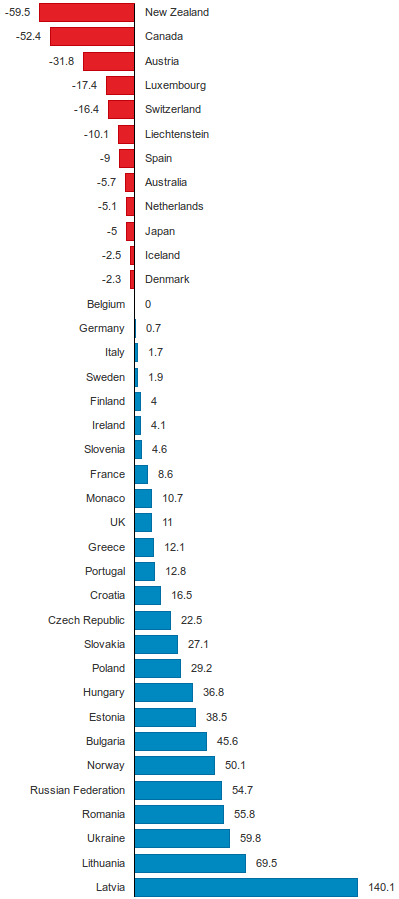 -59.5 New Zealand
-52.4 Canada
-31.8 Austria
-17.4 Luxembourg
-16.4 Switzerland
-10.1 Liechtenstein
-9 Spain
-5.7 Australia
-5.1 Netherlands
-5 Japan
-2.5 Iceland
-2.3 Denmark
Belgium 0
Germany 0.7
Italy 1.7
Sweden 1.9
Finland 4
Ireland 4.1
Slovenia 4.6
France 8.6
Monaco 10.7
UK 11
Greece 12.1
Portugal 12.8
Croatia 16.5
Czech Republic 22.5
Slovakia 27.1
Poland 29.2
Hungary 36.8
Estonia 38.5
Bulgaria 45.6
Norway 50.1
Russian Federation 54.7
Romania 55.8
Ukraine 59.8
Lithuania 69.5
Latvia 140.1